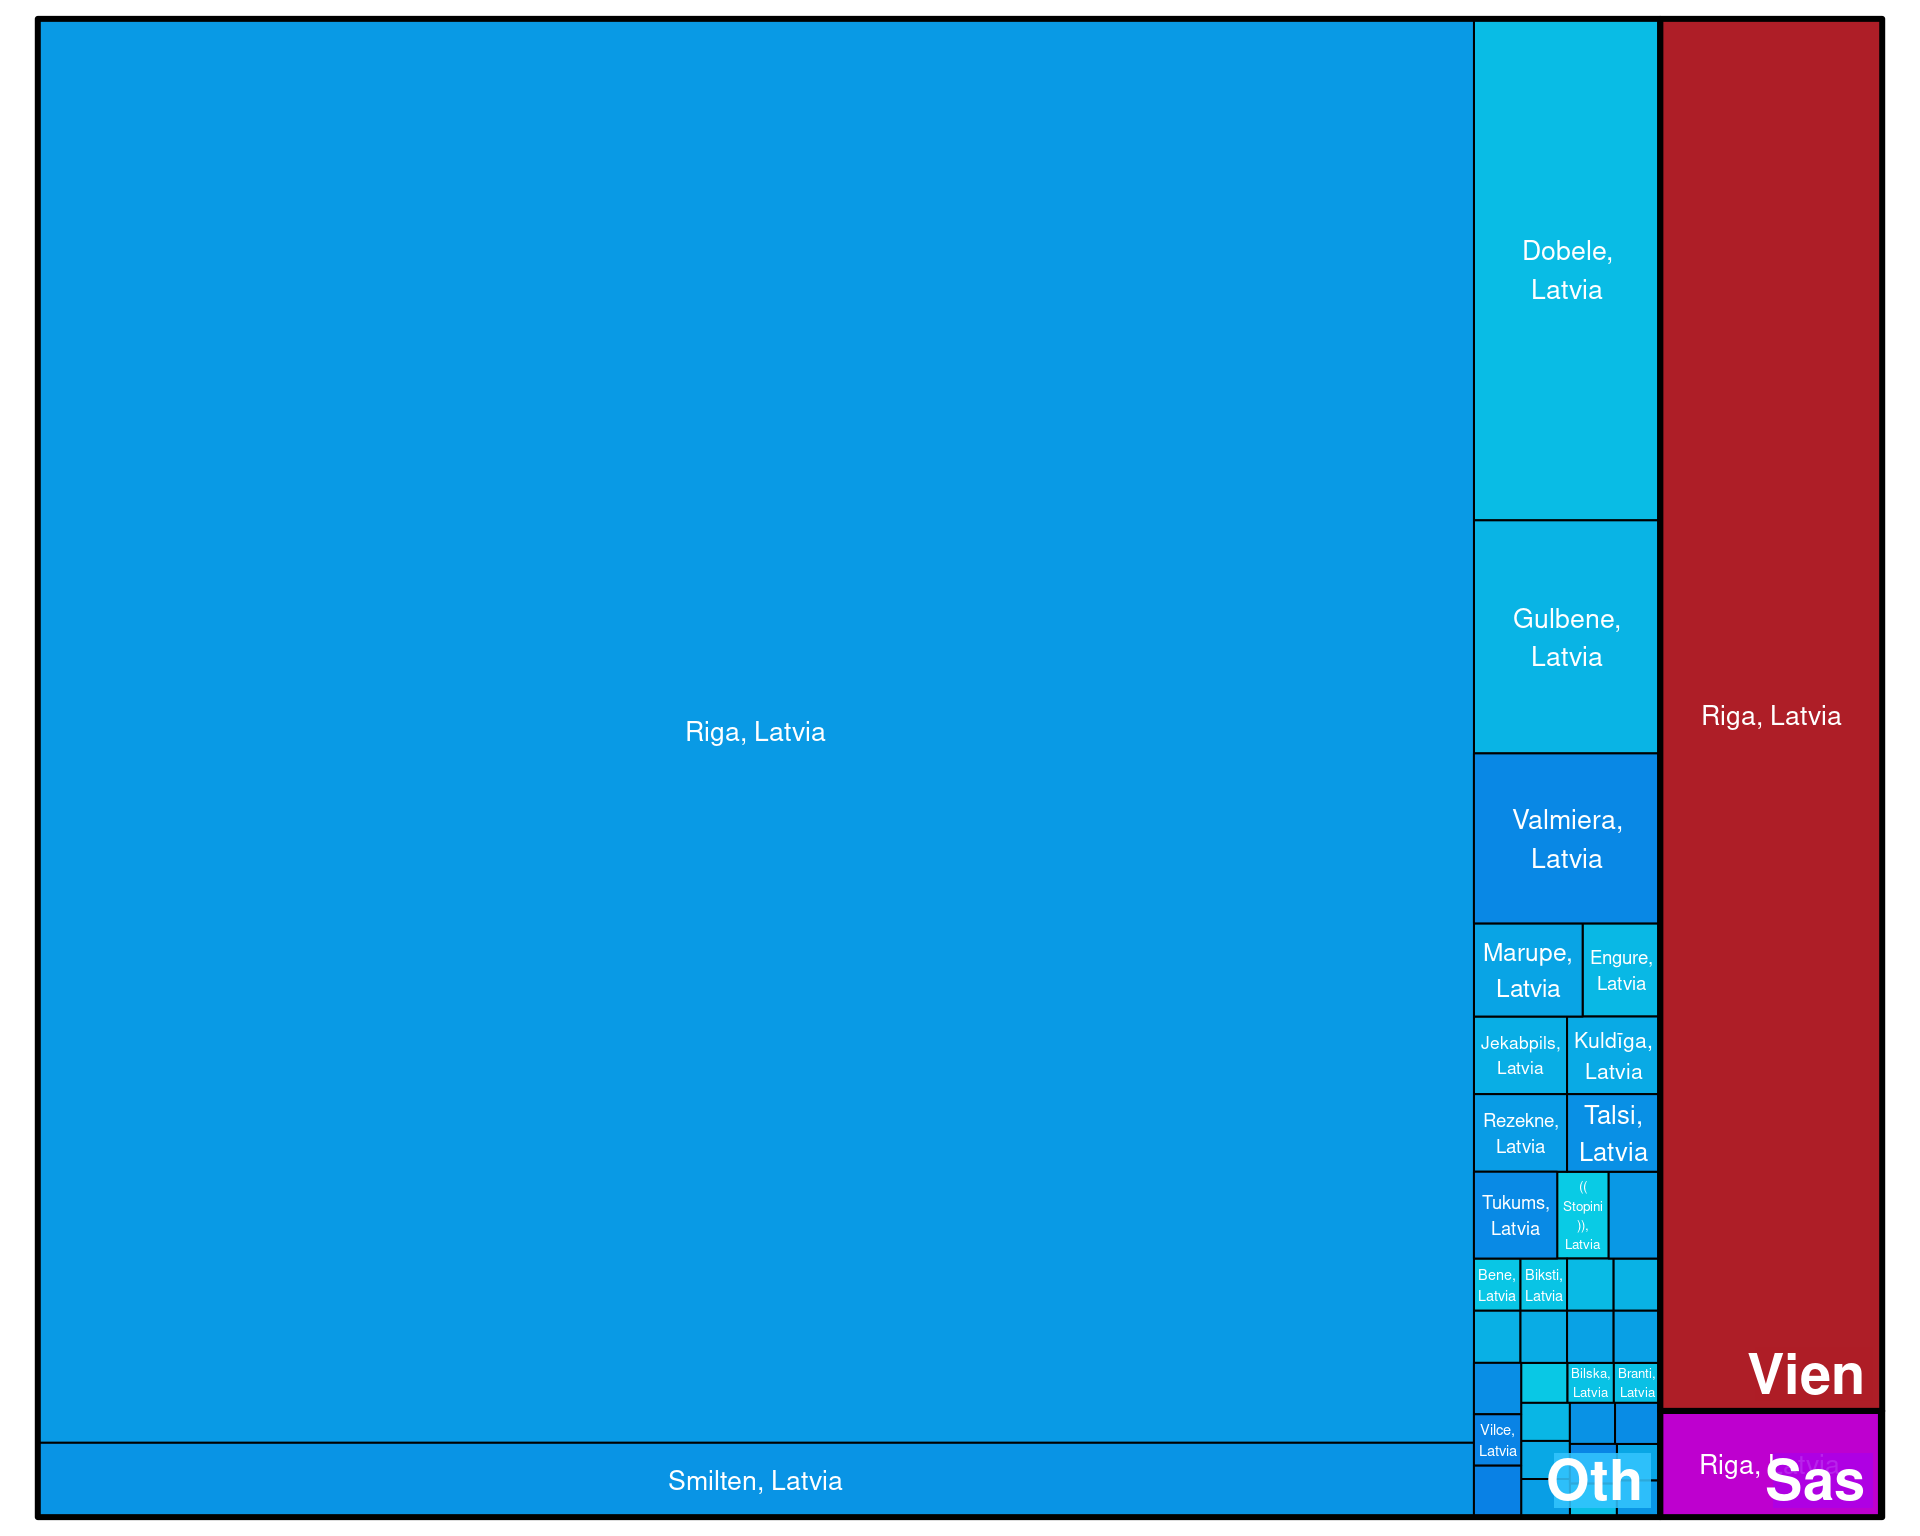 Riga, Latvia
Smilten, Latvia
Dobele,
Latvia
Gulbene,
Latvia
Valmiera,
Latvia
Marupe,
Latvia
Engure,
Latvia
Jekabpils,
Latvia
Kuldīga,
Latvia
Rezekne,
Latvia
Talsi,
Latvia
Tukums,
Latvia
((
Stopini
)),
Latvia
Bene,
Latvia
Biksti,
Latvia
Bilska,
Latvia
Branti,
Latvia
Vilce,
Latvia
Oth
Riga, Latvia
Vien
Riga, Latvia
Sas